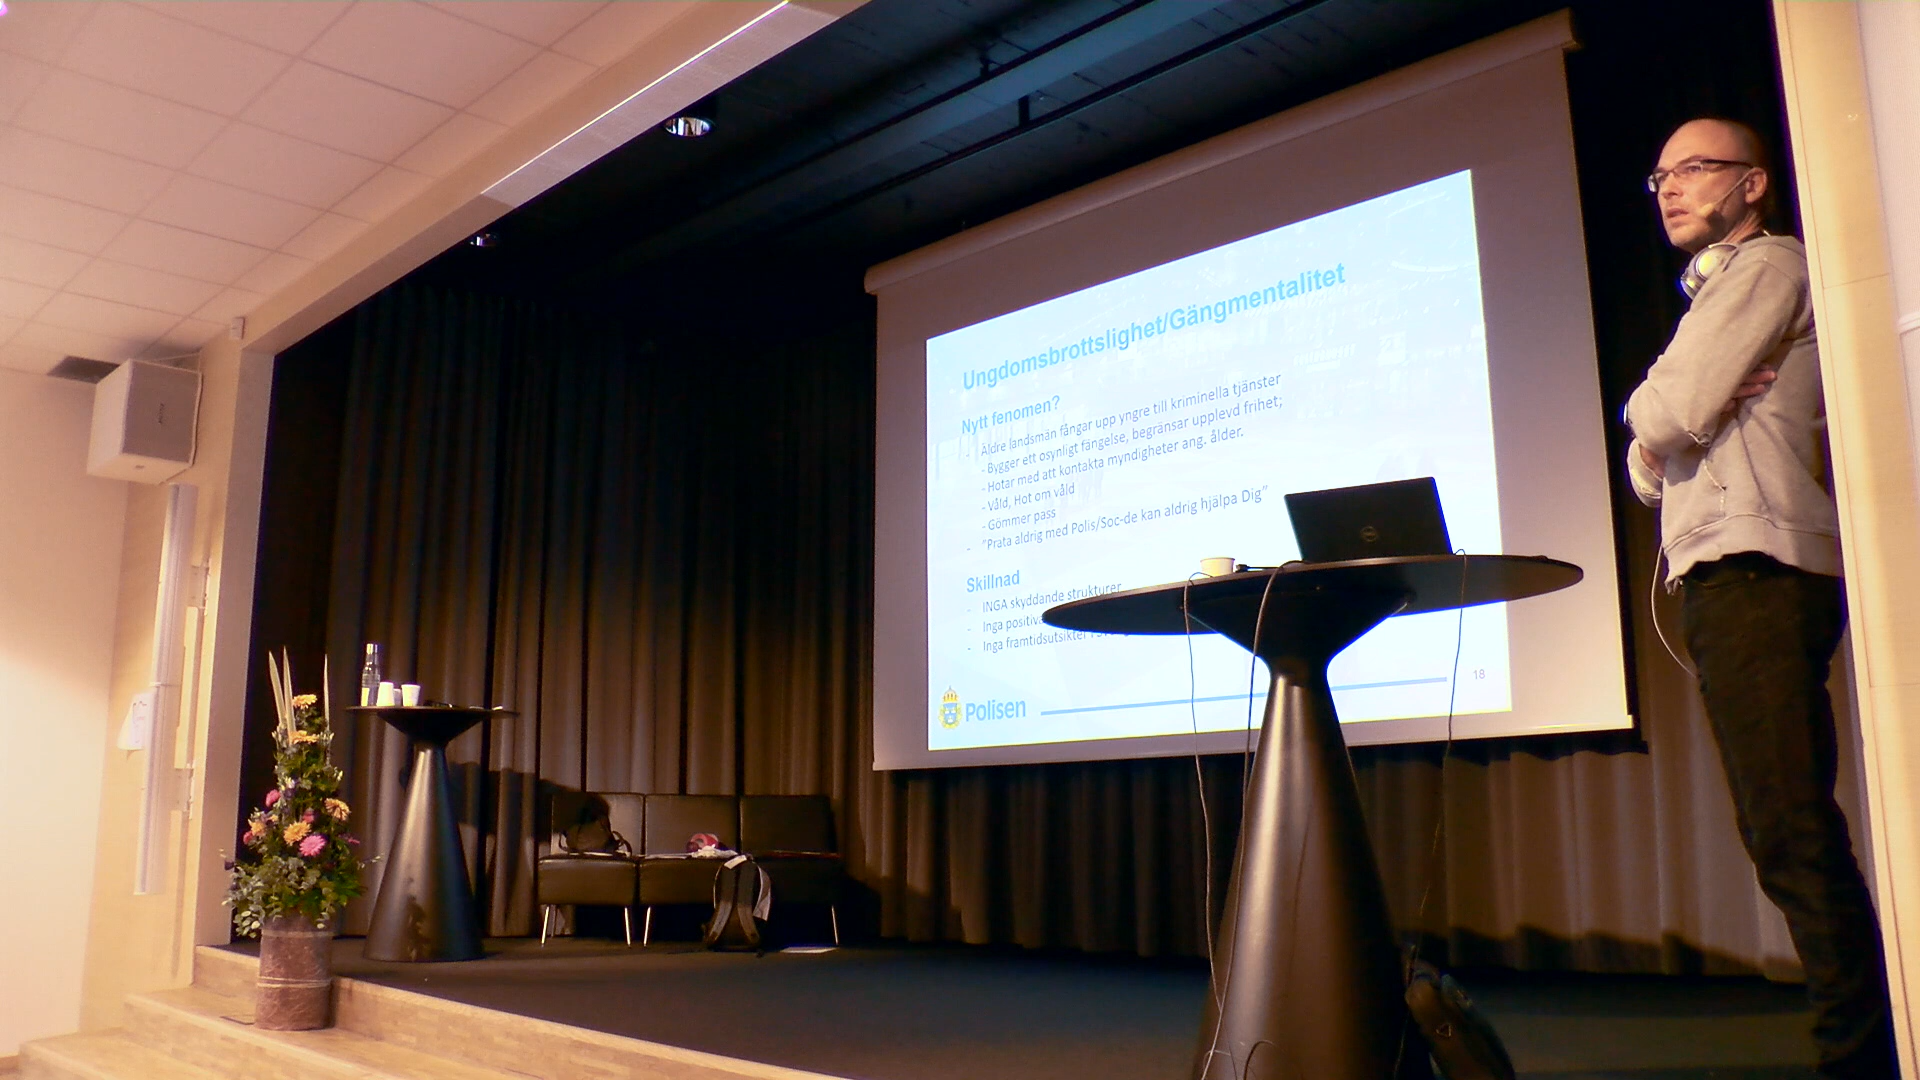 Ungdomsbrottslighet/Gängmentalitet
Nytt fenomen?
- Äldre landsmän fångar upp yngre till kriminella tjänster
- Bygger ett osynligt fängelse, begränsar upplevd frihet;
- Hotar med att kontakta myndigheter ang. ålder.
- Våld, Hot om våld
- Gömmer pass
- "Prata aldrig med Polis/Soc-de kan aldrig hjälpa Dig"
Skillnad
- INGA skyddande strukturer
- Inga
- Inga framtidsutsikter
18
Polisen
DELL